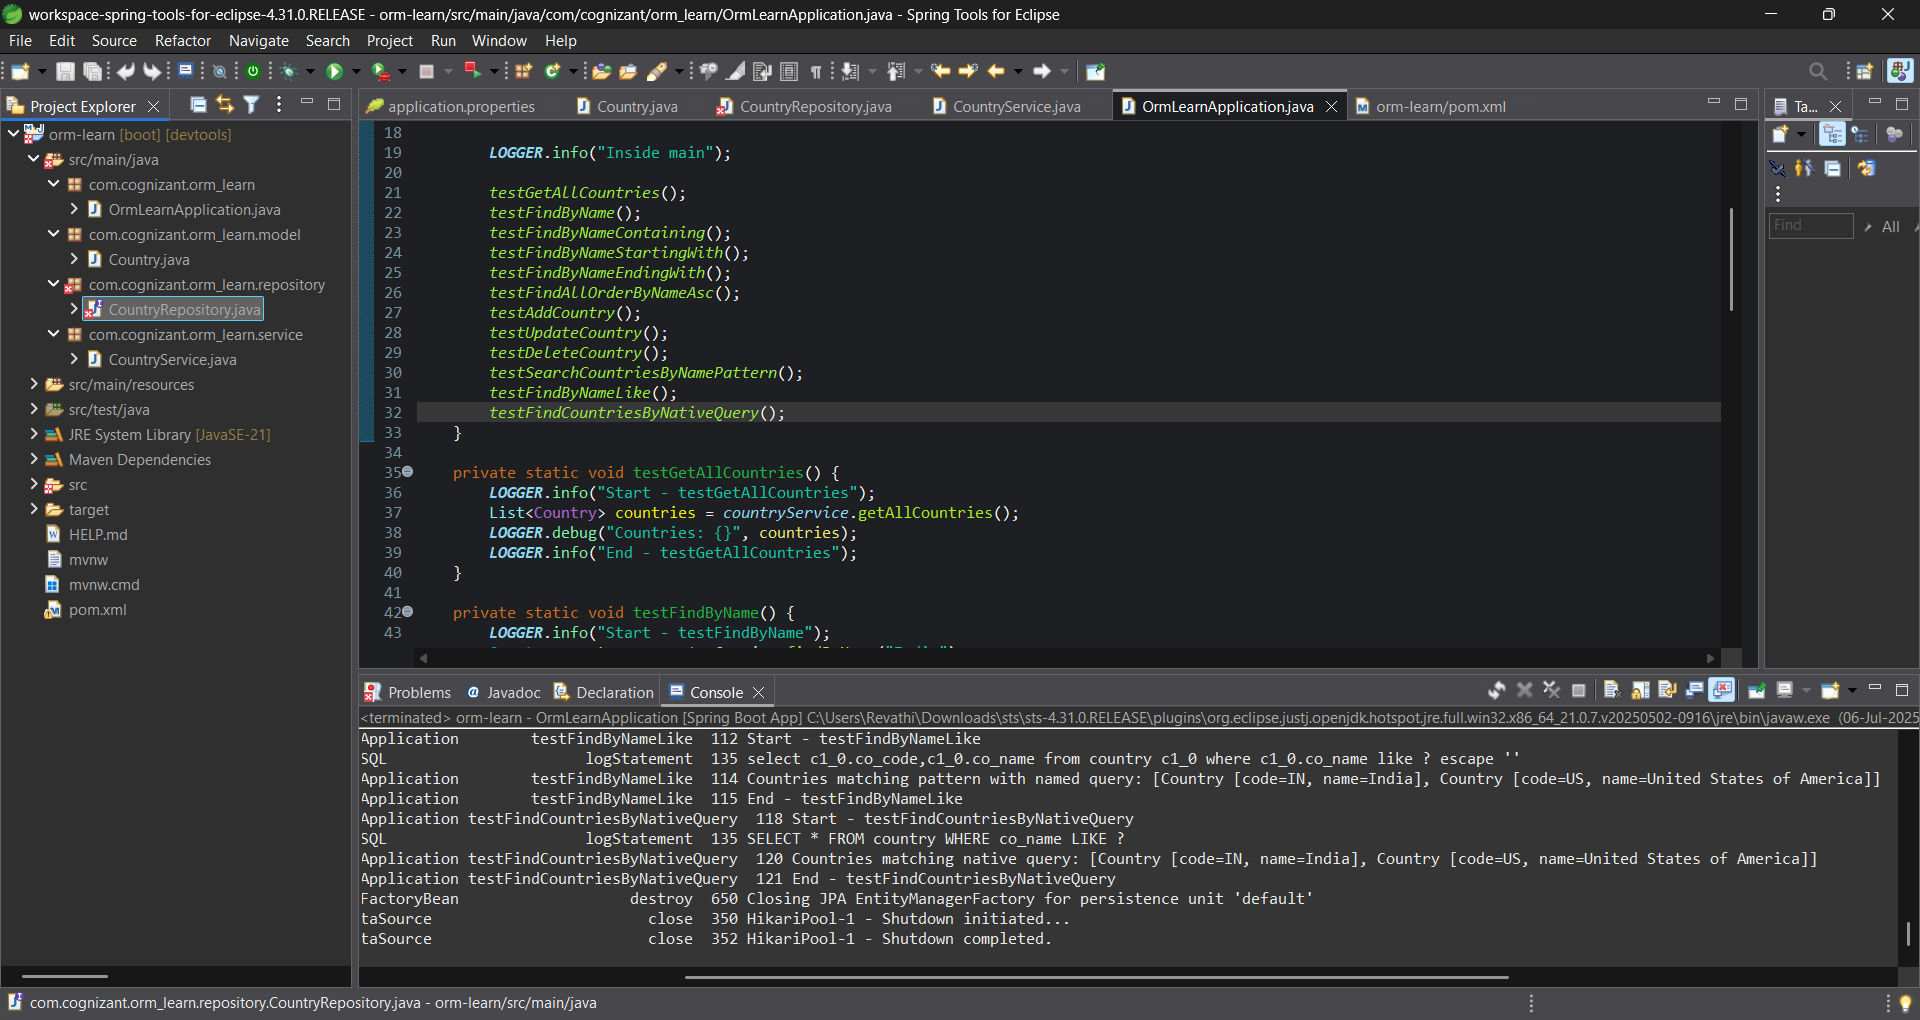 workspace-spring-tools-for-eclipse-4.31.0.RELEASE - orm-learn/src/main/java/com/cognizant/orm_learn/OrmLearnApplication.java - Spring Tools for Eclipse
File Edit Source Refactor Navigate Search Project Run Window Help
Project Explorer
orm-learn [boot] [devtools]
src/main/java
com.cognizant.orm_learn
OrmLearnApplication.java
com.cognizant.orm_learn.model
Country.java
com.cognizant.orm_learn.repository
CountryRepository.java
com.cognizant.orm_learn.service
CountryService.java
src/main/resources
src/test/java
JRE System Library [JavaSE-21]
Maven Dependencies
src
target
HELP.md
mvnw
mvnw.cmd
pom.xml
application.properties Country.java CountryRepository.java CountryService.java OrmLearnApplication.java orm-learn/pom.xml
18
19 LOGGER.info("Inside main");
20
21 testGetAllCountries();
22 testFindByName();
23 testFindByNameContaining();
24 testFindByNameStartingWith();
25 testFindByNameEndingWith();
26 testFindAllOrderByNameAsc();
27 testAddCountry();
28 testUpdateCountry();
29 testDeleteCountry();
30 testSearchCountriesByNamePattern();
31 testFindByNameLike();
32 testFindCountriesByNativeQuery();
33 }
34
35 private static void testGetAllCountries() {
36 LOGGER.info("Start - testGetAllCountries");
37 List<Country> countries = countryService.getAllCountries();
38 LOGGER.debug("Countries: {}", countries);
39 LOGGER.info("End - testGetAllCountries");
40 }
41
42 private static void testFindByName() {
43 LOGGER.info("Start - testFindByName");
Ta...
Find All
Problems Javadoc Declaration Console
<terminated> orm-learn - OrmLearnApplication [Spring Boot App] C:\Users\Revathi\Downloads\sts\sts-4.31.0.RELEASE\plugins\org.eclipse.justj.openjdk.hotspot.jre.full.win32.x86_64_21.0.7.v20250502-0916\jre\bin\javaw.exe (06-Jul-2025
Application testFindByNameLike 112 Start - testFindByNameLike
SQL logStatement 135 select c1_0.co_code,c1_0.co_name from country c1_0 where c1_0.co_name like ? escape ''
Application testFindByNameLike 114 Countries matching pattern with named query: [Country [code=IN, name=India], Country [code=US, name=United States of America]]
Application testFindByNameLike 115 End - testFindByNameLike
Application testFindCountriesByNativeQuery 118 Start - testFindCountriesByNativeQuery
SQL logStatement 135 SELECT * FROM country WHERE co_name LIKE ?
Application testFindCountriesByNativeQuery 120 Countries matching native query: [Country [code=IN, name=India], Country [code=US, name=United States of America]]
Application testFindCountriesByNativeQuery 121 End - testFindCountriesByNativeQuery
FactoryBean destroy 650 Closing JPA EntityManagerFactory for persistence unit 'default'
taSource close 350 HikariPool-1 - Shutdown initiated...
taSource close 352 HikariPool-1 - Shutdown completed.
com.cognizant.orm_learn.repository.CountryRepository.java - orm-learn/src/main/java